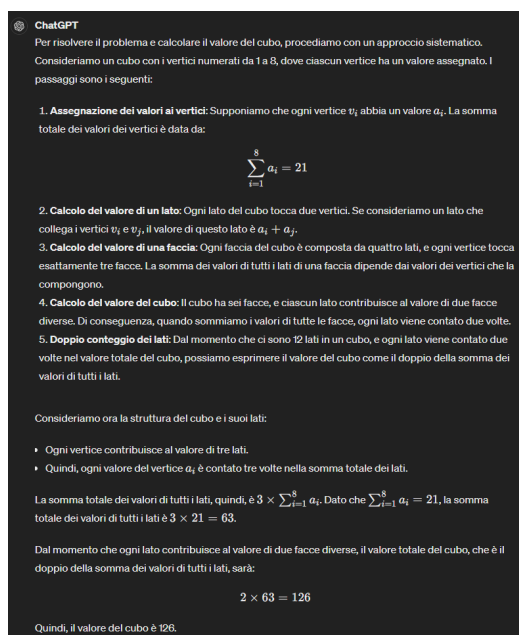 ChatGPT
Per risolvere il problema e calcolare il valore del cubo, procediamo con un approccio sistematico.
Consideriamo un cubo con i vertici numerati da 1 a 8, dove ciascun vertice ha un valore assegnato. I
passaggi sono i seguenti:
1. Assegnazione dei valori ai vertici: Supponiamo che ogni vertice v_i abbia un valore a_i. La somma
totale dei valori dei vertici è data da:
\sum_{i=1}^{8} a_i = 21
2. Calcolo del valore di un lato: Ogni lato del cubo tocca due vertici. Se consideriamo un lato che
collega i vertici v_i e v_j, il valore di questo lato è a_i + a_j.
3. Calcolo del valore di una faccia: Ogni faccia del cubo è composta da quattro lati, e ogni vertice tocca
esattamente tre facce. La somma dei valori di tutti i lati di una faccia dipende dai valori dei vertici che la
compongono.
4. Calcolo del valore del cubo: Il cubo ha sei facce, e ciascun lato contribuisce al valore di due facce
diverse. Di conseguenza, quando sommiamo i valori di tutte le facce, ogni lato viene contato due volte.
5. Doppio conteggio dei lati: Dal momento che ci sono 12 lati in un cubo, e ogni lato viene contato due
volte nel valore totale del cubo, possiamo esprimere il valore del cubo come il doppio della somma dei
valori di tutti i lati.
Consideriamo ora la struttura del cubo e i suoi lati:
• Ogni vertice contribuisce al valore di tre lati.
• Quindi, ogni valore del vertice a_i è contato tre volte nella somma totale dei lati.
La somma totale dei valori di tutti i lati, quindi, è 3 × \sum_{i=1}^{8} a_i. Dato che \sum_{i=1}^{8} a_i = 21, la somma
totale dei valori di tutti i lati è 3 × 21 = 63.
Dal momento che ogni lato contribuisce al valore di due facce diverse, il valore totale del cubo, che è il
doppio della somma dei valori di tutti i lati, sarà:
2 × 63 = 126
Quindi, il valore del cubo è 126.